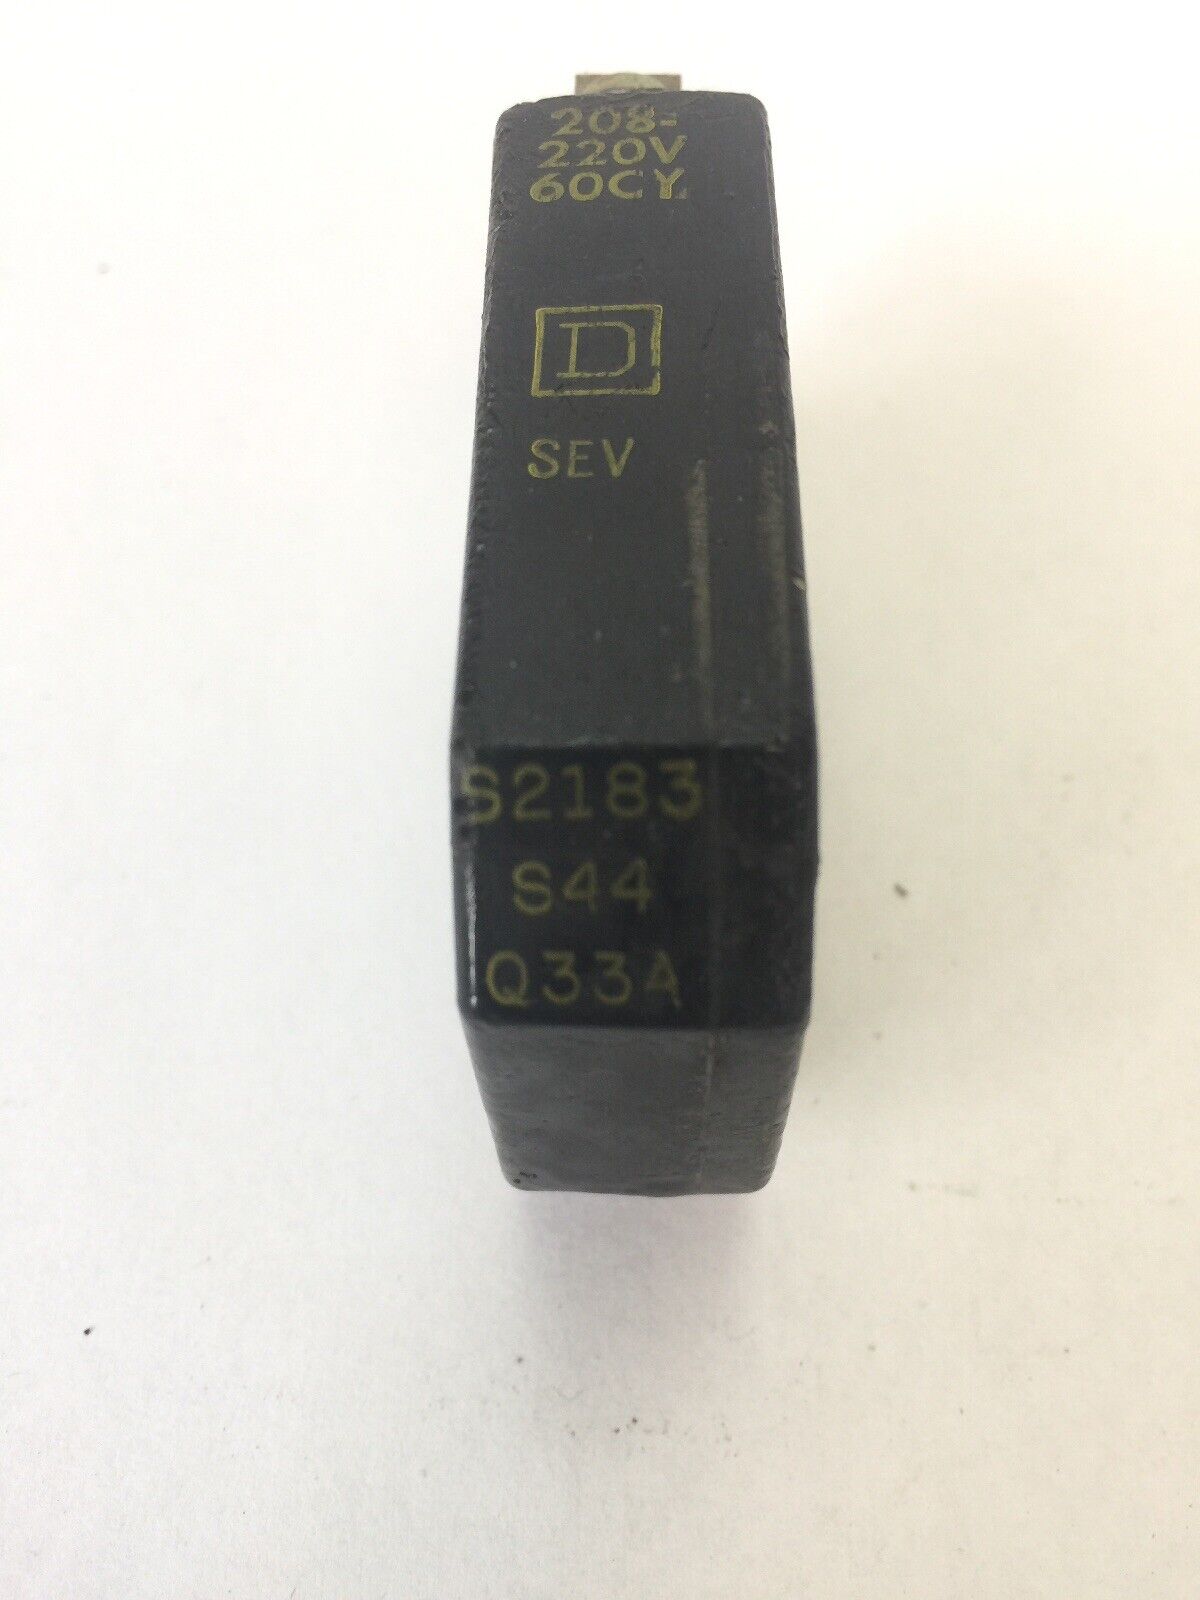 208-
220V
60CY.
D
SEV
S2183
S44
Q33A